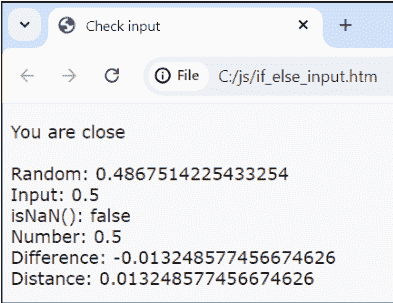 Check input
File C:/js/if_else_input.htm
You are close
Random: 0.4867514225433254
Input: 0.5
isNaN(): false
Number: 0.5
Difference: -0.013248577456674626
Distance: 0.013248577456674626